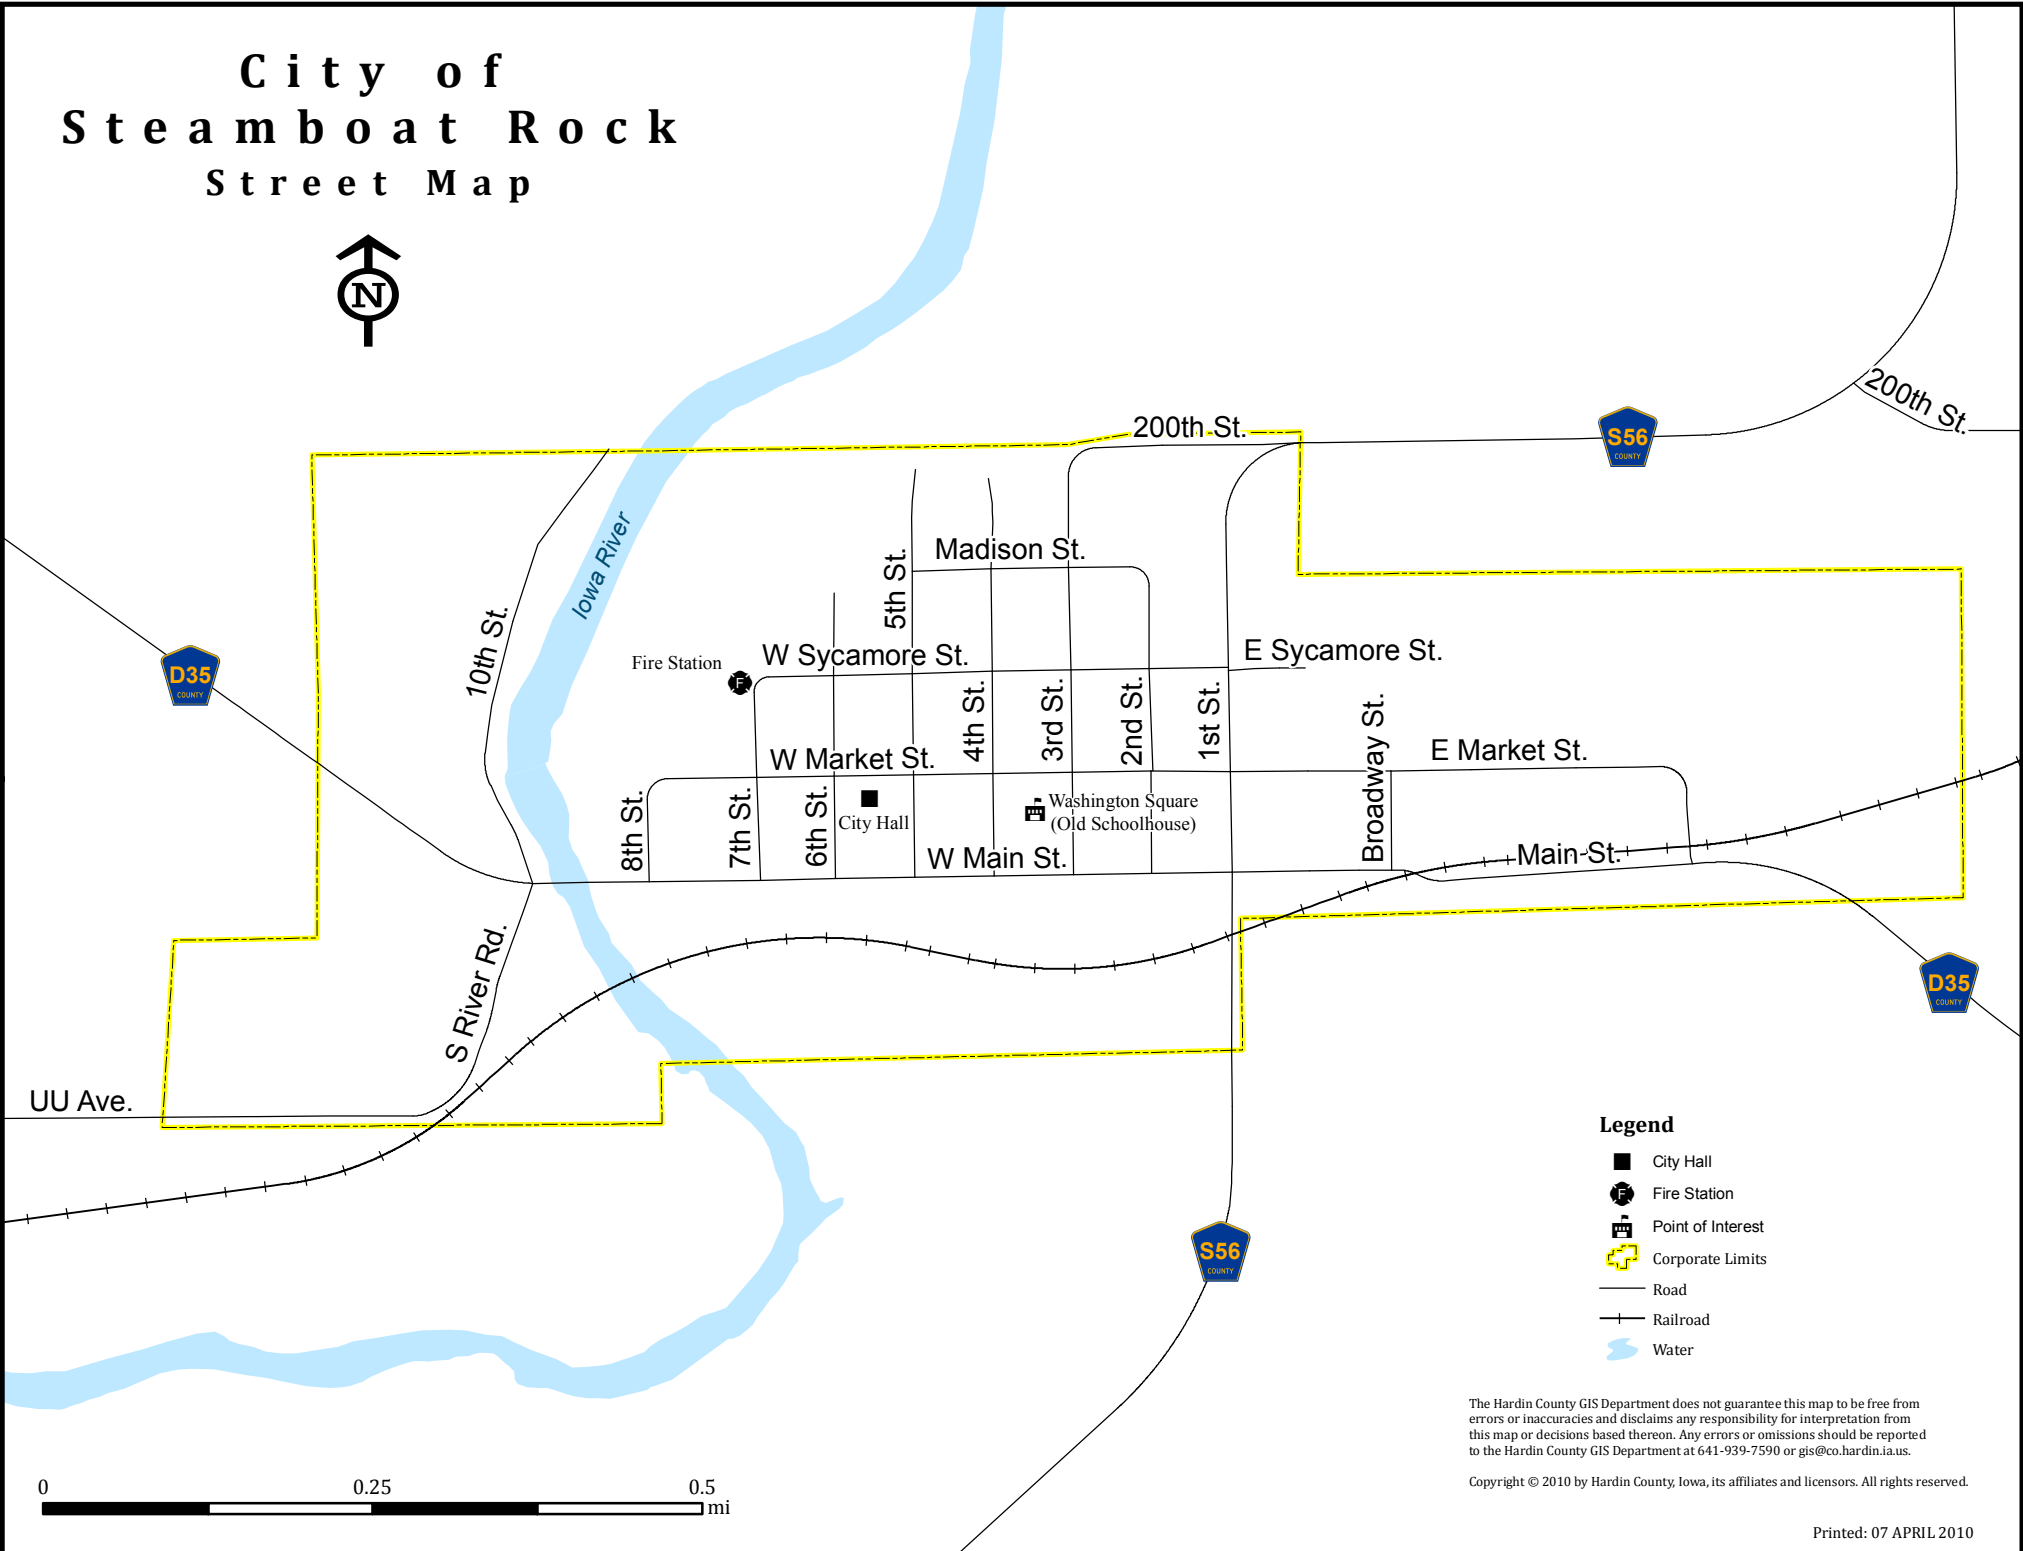 City of
Steamboat Rock
Street Map
N
200th St.
200th St.
S56
COUNTY
Iowa River
Madison St.
5th St.
10th St.
D35
COUNTY
Fire Station
F
W Sycamore St.
E Sycamore St.
4th St.
3rd St.
2nd St.
1st St.
Broadway St.
W Market St.
E Market St.
8th St.
7th St.
6th St.
City Hall
Washington Square
(Old Schoolhouse)
W Main St.
Main St.
S River Rd.
D35
COUNTY
UU Ave.
S56
COUNTY
Legend
City Hall
F
Fire Station
Point of Interest
Corporate Limits
Road
Railroad
Water
The Hardin County GIS Department does not guarantee this map to be free from
errors or inaccuracies and disclaims any responsibility for interpretation from
this map or decisions based thereon. Any errors or omissions should be reported
to the Hardin County GIS Department at 641-939-7590 or gis@co.hardin.ia.us.
Copyright © 2010 by Hardin County, Iowa, its affiliates and licensors. All rights reserved.
0 0.25 0.5
mi
Printed: 07 APRIL 2010